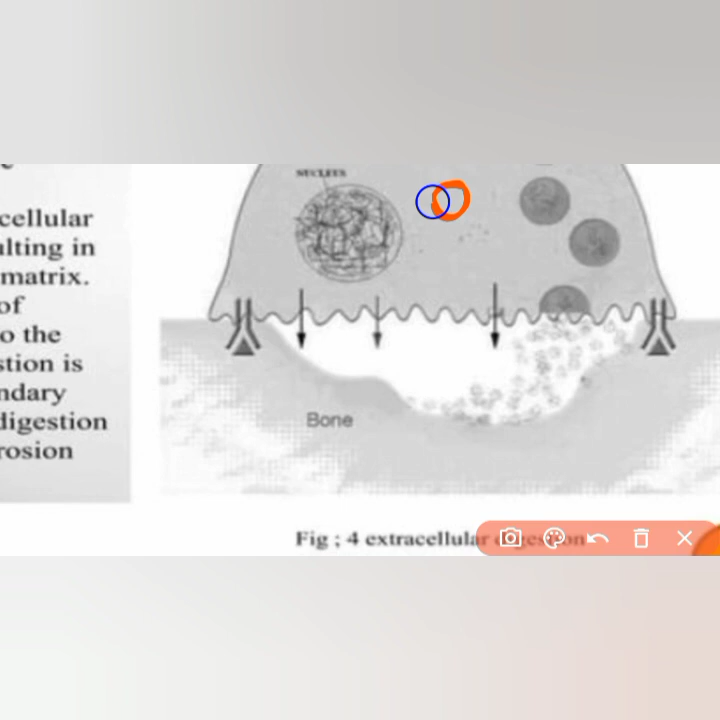 NUCLEUS
cellular
ulting in
matrix.
of
o the
stion is
ndary
digestion
rosion
Bone
Fig ; 4 extracellular